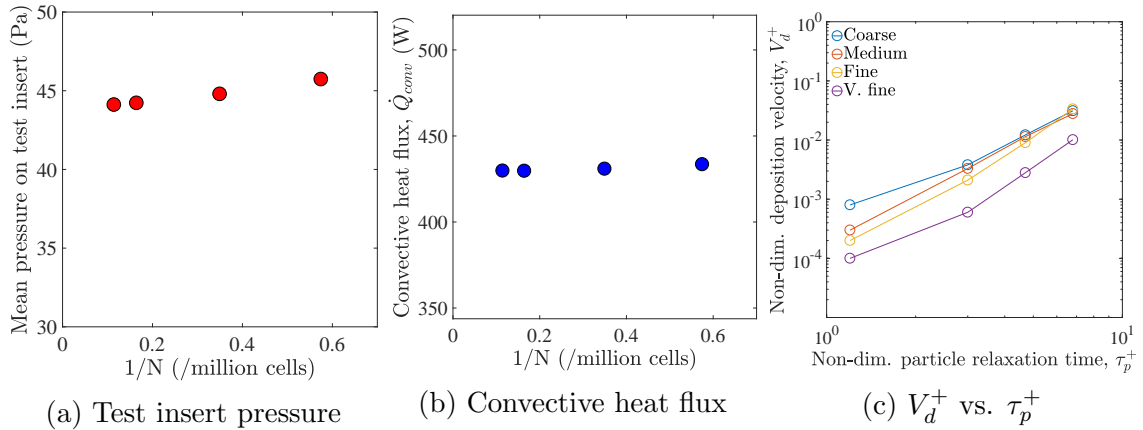 Mean pressure on test insert (Pa)
50
45
40
35
30
0
0.2
0.4
0.6
1/N (/million cells)
(a) Test insert pressure
Convective heat flux, Q̇_conv (W)
500
450
400
350
0
0.2
0.4
0.6
1/N (/million cells)
(b) Convective heat flux
Non-dim. deposition velocity, V_d^+
10^0
10^-1
10^-2
10^-3
10^-4
Coarse
Medium
Fine
V. fine
10^0
10^1
Non-dim. particle relaxation time, τ_p^+
(c) V_d^+ vs. τ_p^+